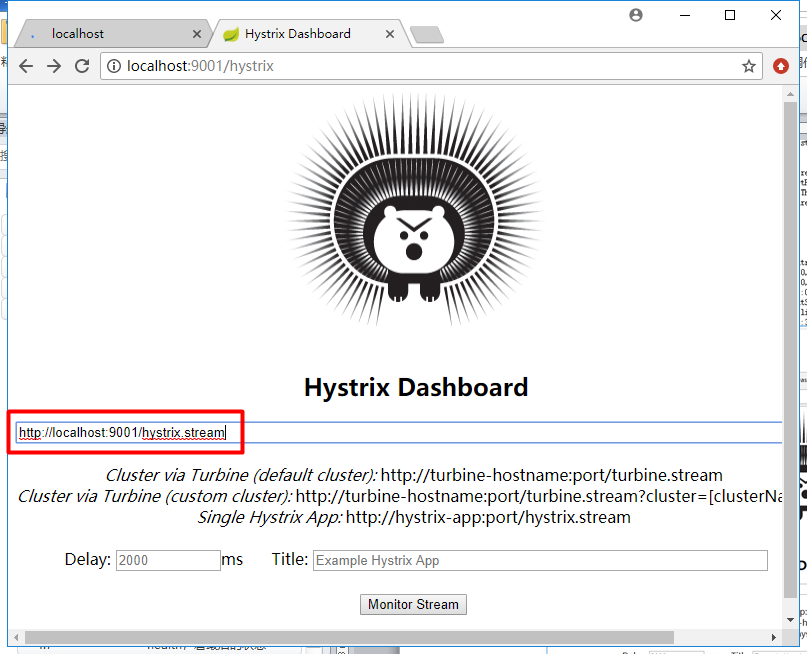 localhost
Hystrix Dashboard
localhost:9001/hystrix
Hystrix Dashboard
http://localhost:9001/hystrix.stream
Cluster via Turbine (default cluster): http://turbine-hostname:port/turbine.stream
Cluster via Turbine (custom cluster): http://turbine-hostname:port/turbine.stream?cluster=[clusterNa
Single Hystrix App: http://hystrix-app:port/hystrix.stream
Delay: 2000 ms Title: Example Hystrix App
Monitor Stream